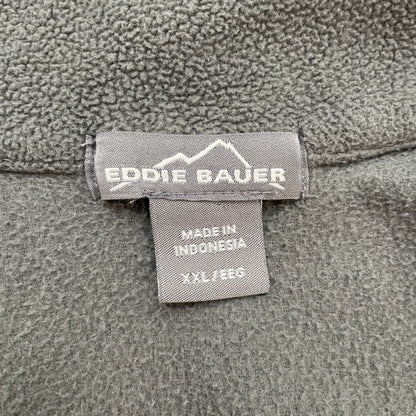 EDDIE BAUER
MADE IN
INDONESIA
XXL/EEG